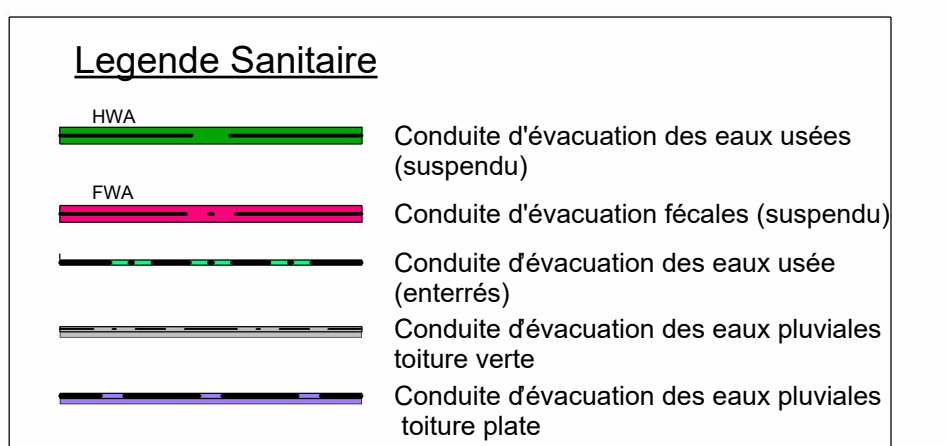 Legende Sanitaire
HWA
Conduite d'évacuation des eaux usées
(suspendu)
FWA
Conduite d'évacuation fécales (suspendu)
Conduite d'évacuation des eaux usée
(enterrés)
Conduite d'évacuation des eaux pluviales
toiture verte
Conduite d'évacuation des eaux pluviales
toiture plate